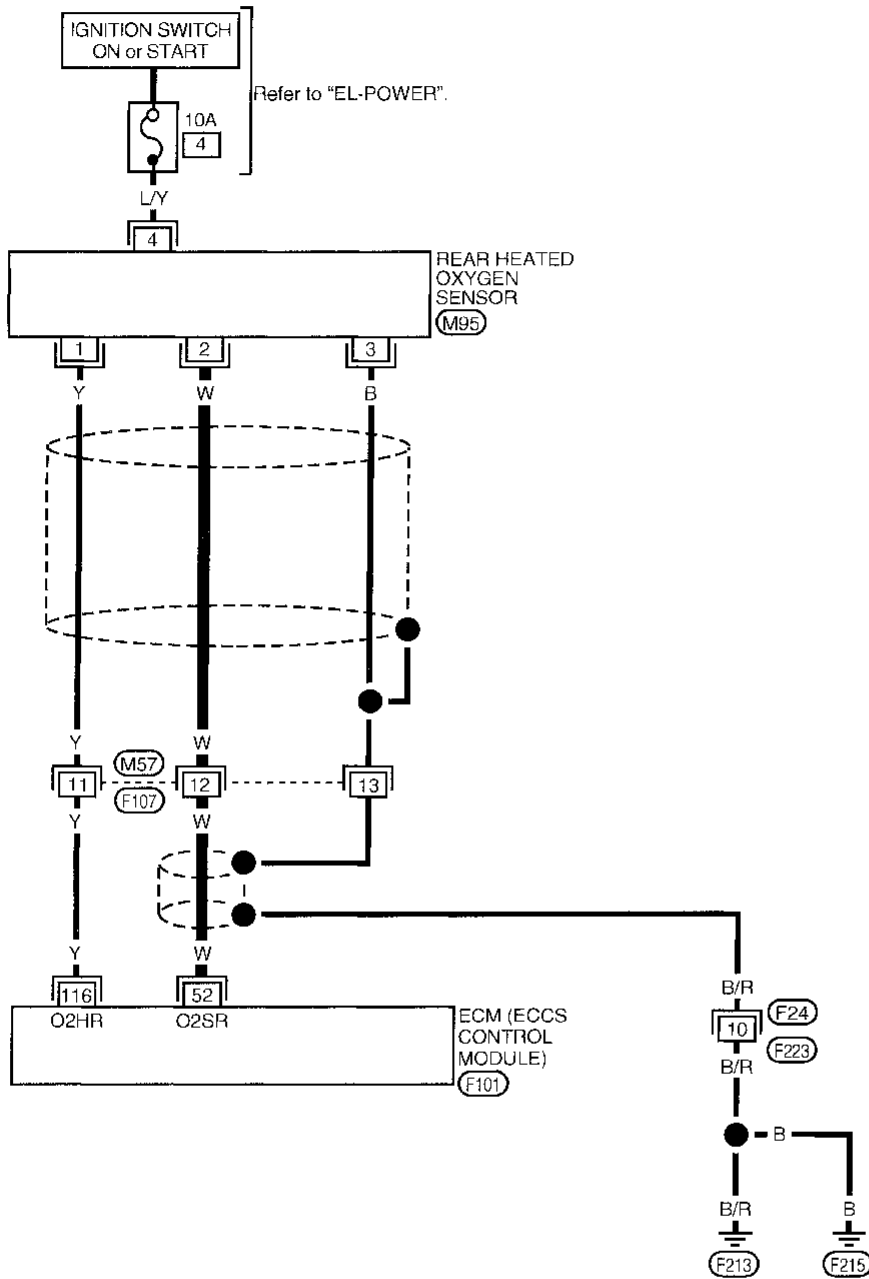 IGNITION SWITCH
ON or START
Refer to "EL-POWER".
10A
4
L/Y
4
REAR HEATED
OXYGEN
SENSOR
M95
1 2 3
Y W B
Y W
M57
11 12 13
F107
Y W
Y W
116 52
O2HR O2SR
ECM (ECCS
CONTROL
MODULE)
F101
B/R
F24
10
F223
B/R
B
B/R B
F213 F215